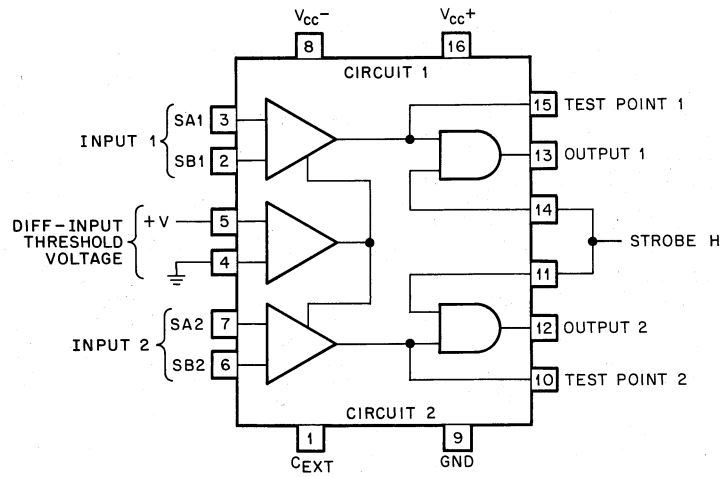 VCC-
VCC+
8
16
CIRCUIT 1
15 TEST POINT 1
INPUT 1
SA1 3
SB1 2
13 OUTPUT 1
14
DIFF-INPUT
THRESHOLD
VOLTAGE
+V 5
4
STROBE H
11
INPUT 2
SA2 7
SB2 6
12 OUTPUT 2
10 TEST POINT 2
CIRCUIT 2
1
9
CEXT
GND